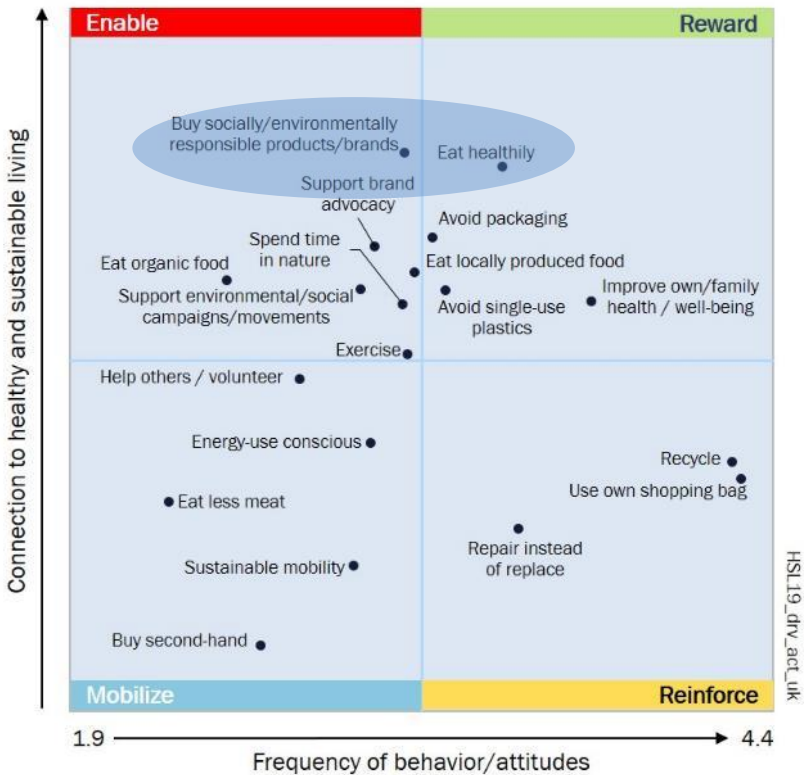 Enable
Reward
Connection to healthy and sustainable living
Buy socially/environmentally
responsible products/brands
Eat healthily
Support brand
advocacy
Avoid packaging
Spend time
in nature
Eat organic food
Eat locally produced food
Support environmental/social
campaigns/movements
Avoid single-use
plastics
Improve own/family
health / well-being
Exercise
Help others / volunteer
Energy-use conscious
Recycle
Use own shopping bag
Eat less meat
Repair instead
of replace
Sustainable mobility
Buy second-hand
HSL19_drv_act_uk
Mobilize
Reinforce
1.9
4.4
Frequency of behavior/attitudes